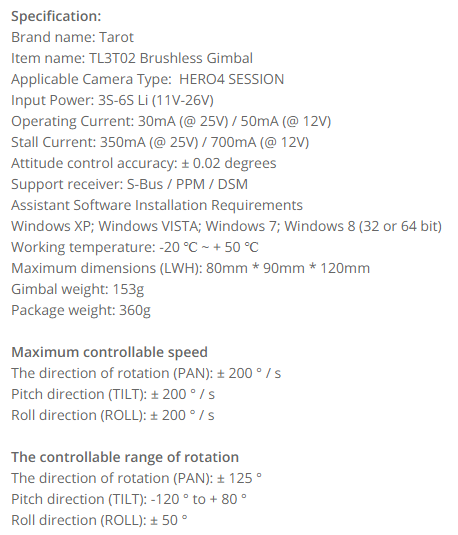 Specification:
Brand name: Tarot
Item name: TL3T02 Brushless Gimbal
Applicable Camera Type:  HERO4 SESSION
Input Power: 3S-6S Li (11V-26V)
Operating Current: 30mA (@ 25V) / 50mA (@ 12V)
Stall Current: 350mA (@ 25V) / 700mA (@ 12V)
Attitude control accuracy: ± 0.02 degrees
Support receiver: S-Bus / PPM / DSM
Assistant Software Installation Requirements
Windows XP; Windows VISTA; Windows 7; Windows 8 (32 or 64 bit)
Working temperature: -20 ℃ ~ + 50 ℃
Maximum dimensions (LWH): 80mm * 90mm * 120mm
Gimbal weight: 153g
Package weight: 360g
Maximum controllable speed
The direction of rotation (PAN): ± 200 ° / s
Pitch direction (TILT): ± 200 ° / s
Roll direction (ROLL): ± 200 ° / s
The controllable range of rotation
The direction of rotation (PAN): ± 125 °
Pitch direction (TILT): -120 ° to + 80 °
Roll direction (ROLL): ± 50 °